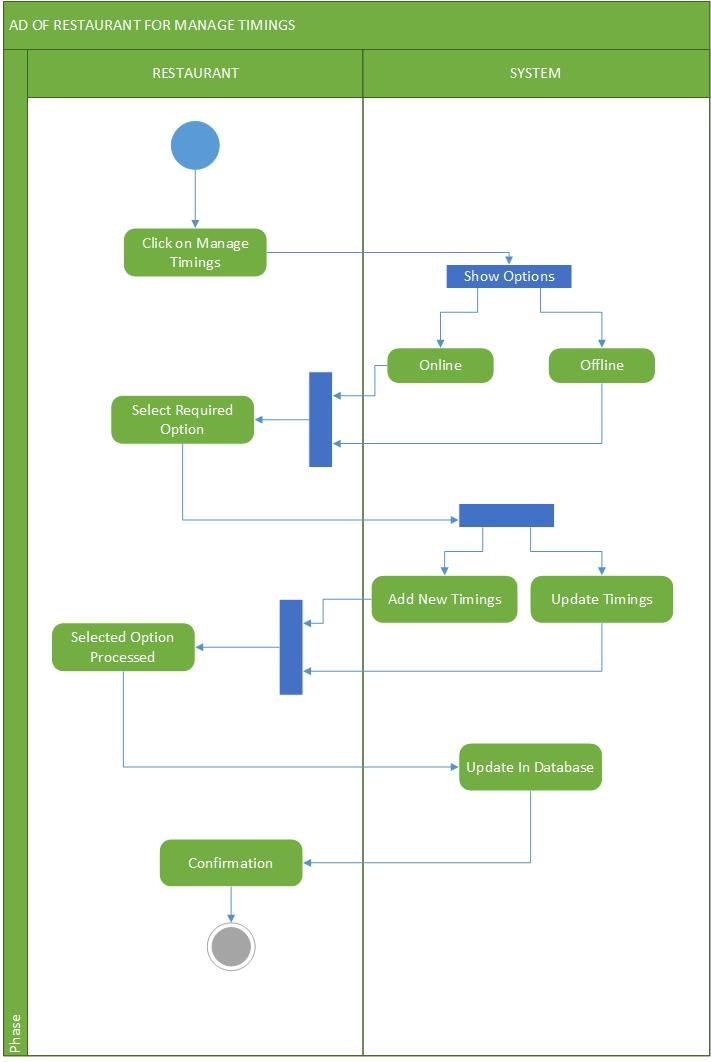 AD OF RESTAURANT FOR MANAGE TIMINGS
RESTAURANT
SYSTEM
Click on Manage
Timings
Show Options
Online
Offline
Select Required
Option
Add New Timings
Update Timings
Selected Option
Processed
Update In Database
Confirmation
Phase